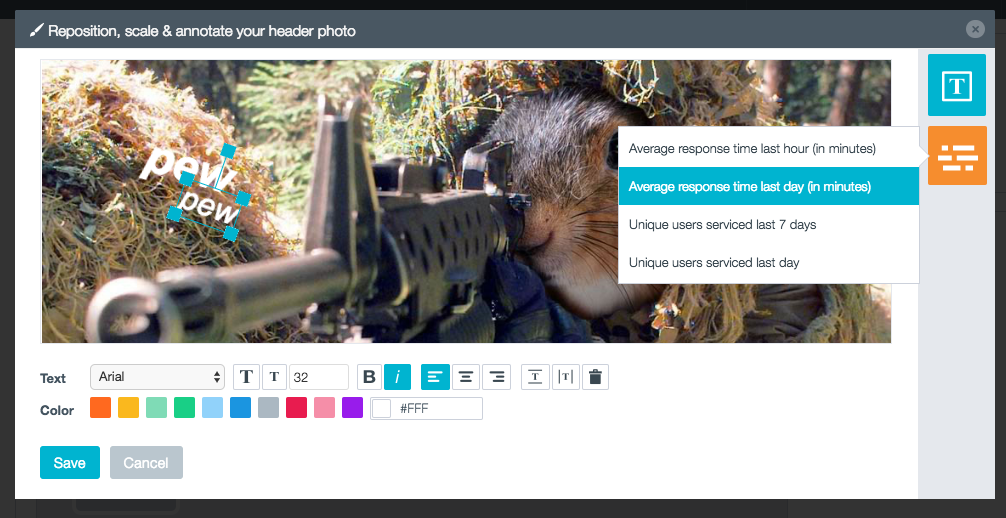 Reposition, scale & annotate your header photo
T
pew
pew
Average response time last hour (in minutes)
Average response time last day (in minutes)
Unique users serviced last 7 days
Unique users serviced last day
Text
Arial
T
T
32
B
i
T
T
Color
#FFF
Save
Cancel